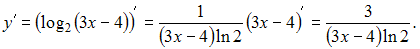 y′ = (log₂(3x − 4))′ = 1/((3x − 4)ln 2) (3x − 4)′ = 3/((3x − 4)ln 2).